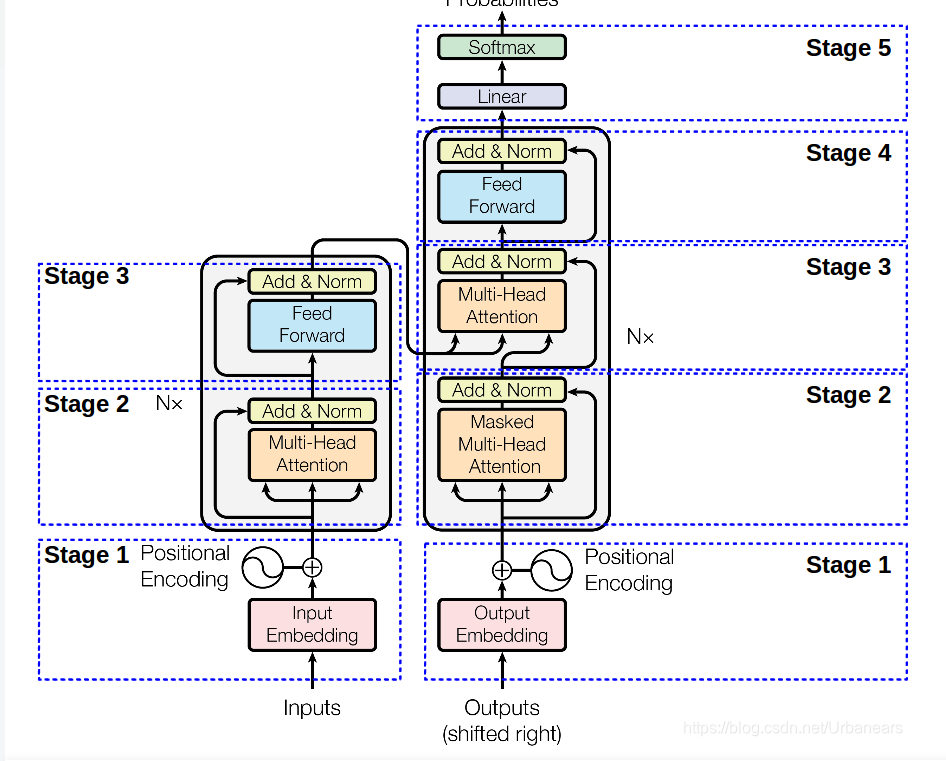 Probabilities
Softmax
Stage 5
Linear
Add & Norm
Stage 4
Feed
Forward
Add & Norm
Stage 3
Multi-Head
Attention
N×
Add & Norm
Stage 2
Masked
Multi-Head
Attention
Stage 3
Add & Norm
Feed
Forward
Stage 2
N×
Add & Norm
Multi-Head
Attention
Stage 1
Positional
Encoding
Input
Embedding
Inputs
Positional
Encoding
Stage 1
Output
Embedding
Outputs
(shifted right)
https://blog.csdn.net/Urbanears